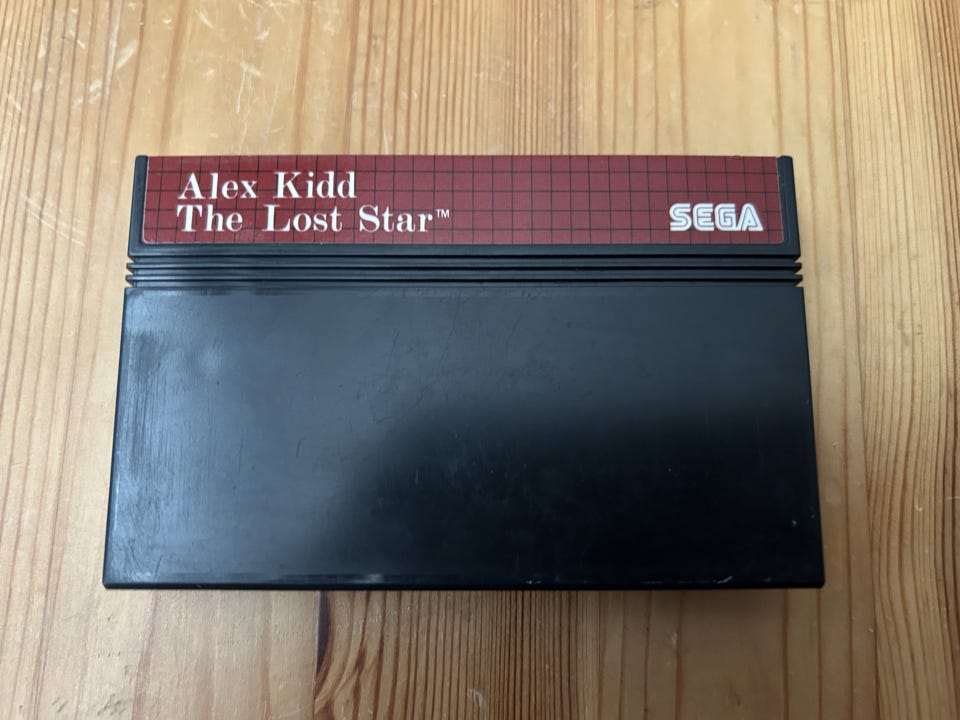 Alex Kidd
The Lost Star™
SEGA